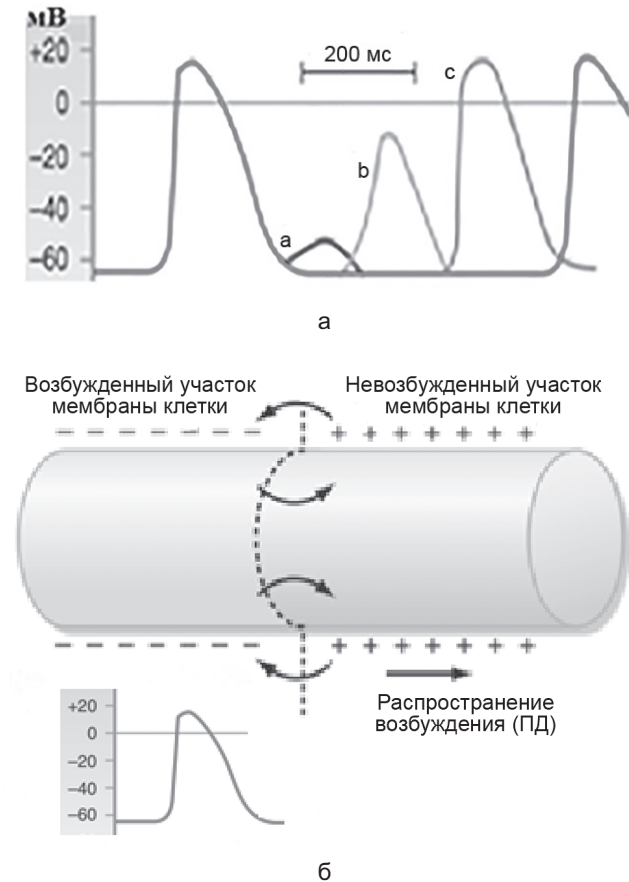 мВ
+20
200 мс
0
c
−20
b
−40
a
−60
а
Возбужденный участок
мембраны клетки
Невозбужденный участок
мембраны клетки
− − − − − − −
+ + + + + + +
− − − − − − −
+ + + + + + +
Распространение
возбуждения (ПД)
+20
0
−20
−40
−60
б